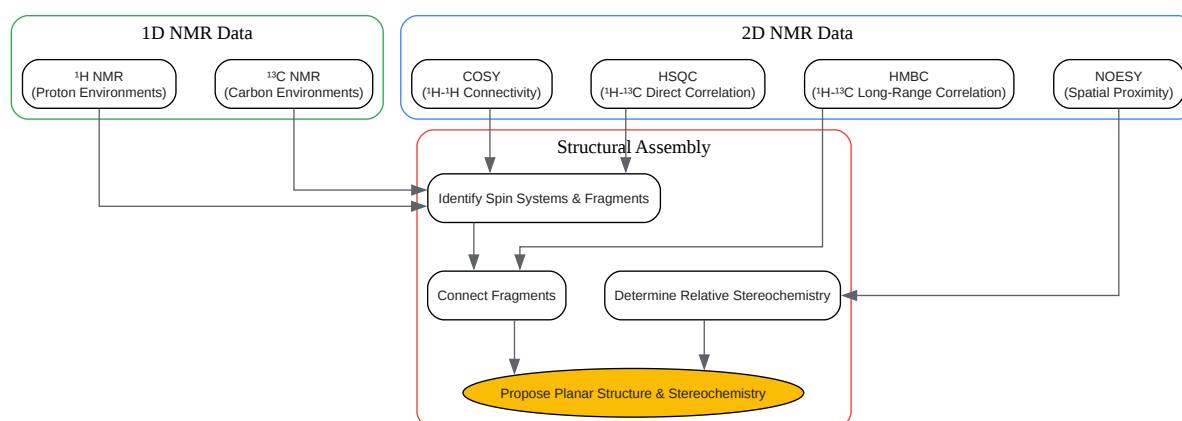 1D NMR Data
2D NMR Data
¹H NMR
(Proton Environments)
¹³C NMR
(Carbon Environments)
COSY
(¹H-¹H Connectivity)
HSQC
(¹H-¹³C Direct Correlation)
HMBC
(¹H-¹³C Long-Range Correlation)
NOESY
(Spatial Proximity)
Structural Assembly
Identify Spin Systems & Fragments
Connect Fragments
Determine Relative Stereochemistry
Propose Planar Structure & Stereochemistry